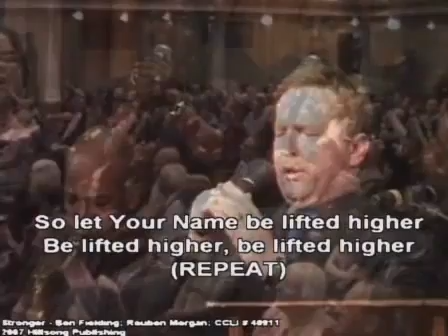 So let Your Name be lifted higher
Be lifted higher, be lifted higher
(REPEAT)
Stronger - Ben Fielding; Reuben Morgan; CCLI # 40911
2007 Hillsong Publishing